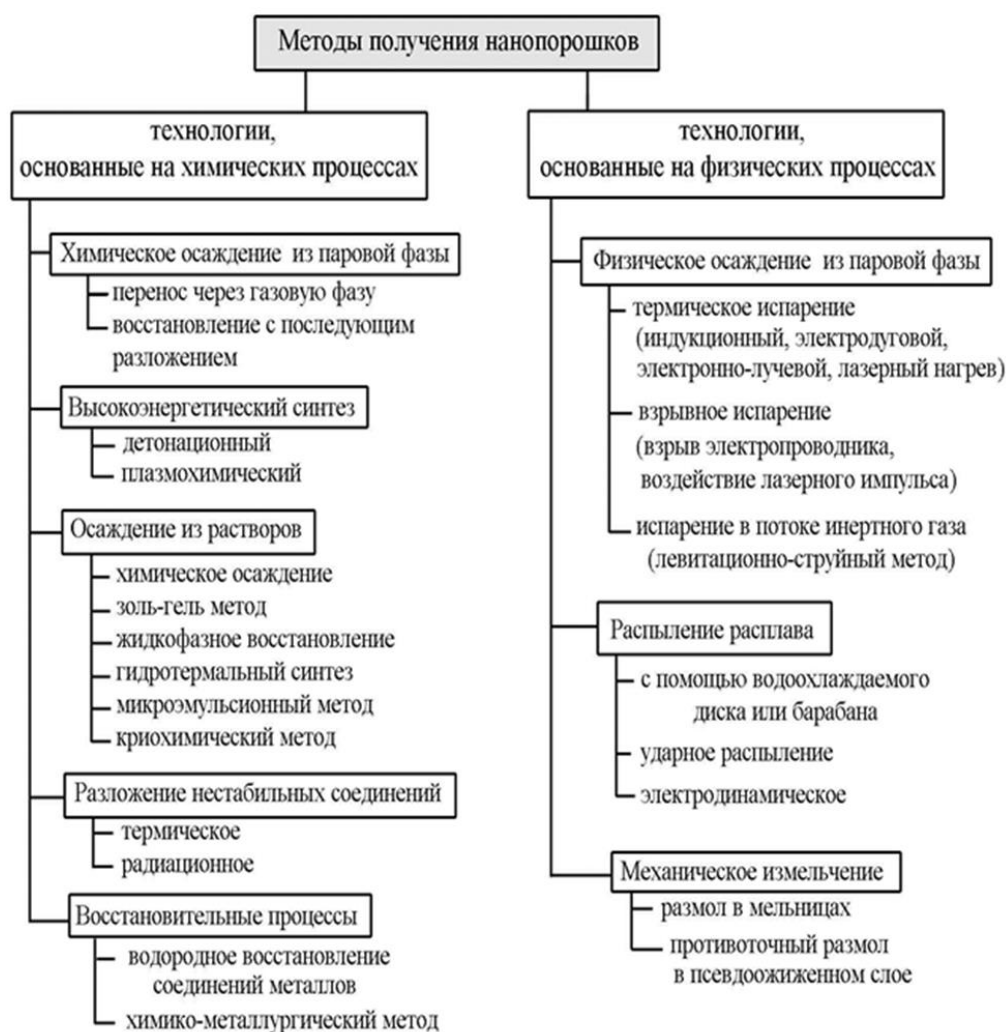 Методы получения нанопорошков
технологии,
основанные на химических процессах
Химическое осаждение из паровой фазы
перенос через газовую фазу
восстановление с последующим
разложением
Высокоэнергетический синтез
детонационный
плазмохимический
Осаждение из растворов
химическое осаждение
золь-гель метод
жидкофазное восстановление
гидротермальный синтез
микроэмульсионный метод
криохимический метод
Разложение нестабильных соединений
термическое
радиационное
Восстановительные процессы
водородное восстановление
соединений металлов
химико-металлургический метод
технологии,
основанные на физических процессах
Физическое осаждение из паровой фазы
термическое испарение
(индукционный, электродуговой,
электронно-лучевой, лазерный нагрев)
взрывное испарение
(взрыв электропроводника,
воздействие лазерного импульса)
испарение в потоке инертного газа
(левитационно-струйный метод)
Распыление расплава
с помощью водоохлаждаемого
диска или барабана
ударное распыление
электродинамическое
Механическое измельчение
размол в мельницах
противоточный размол
в псевдоожиженном слое